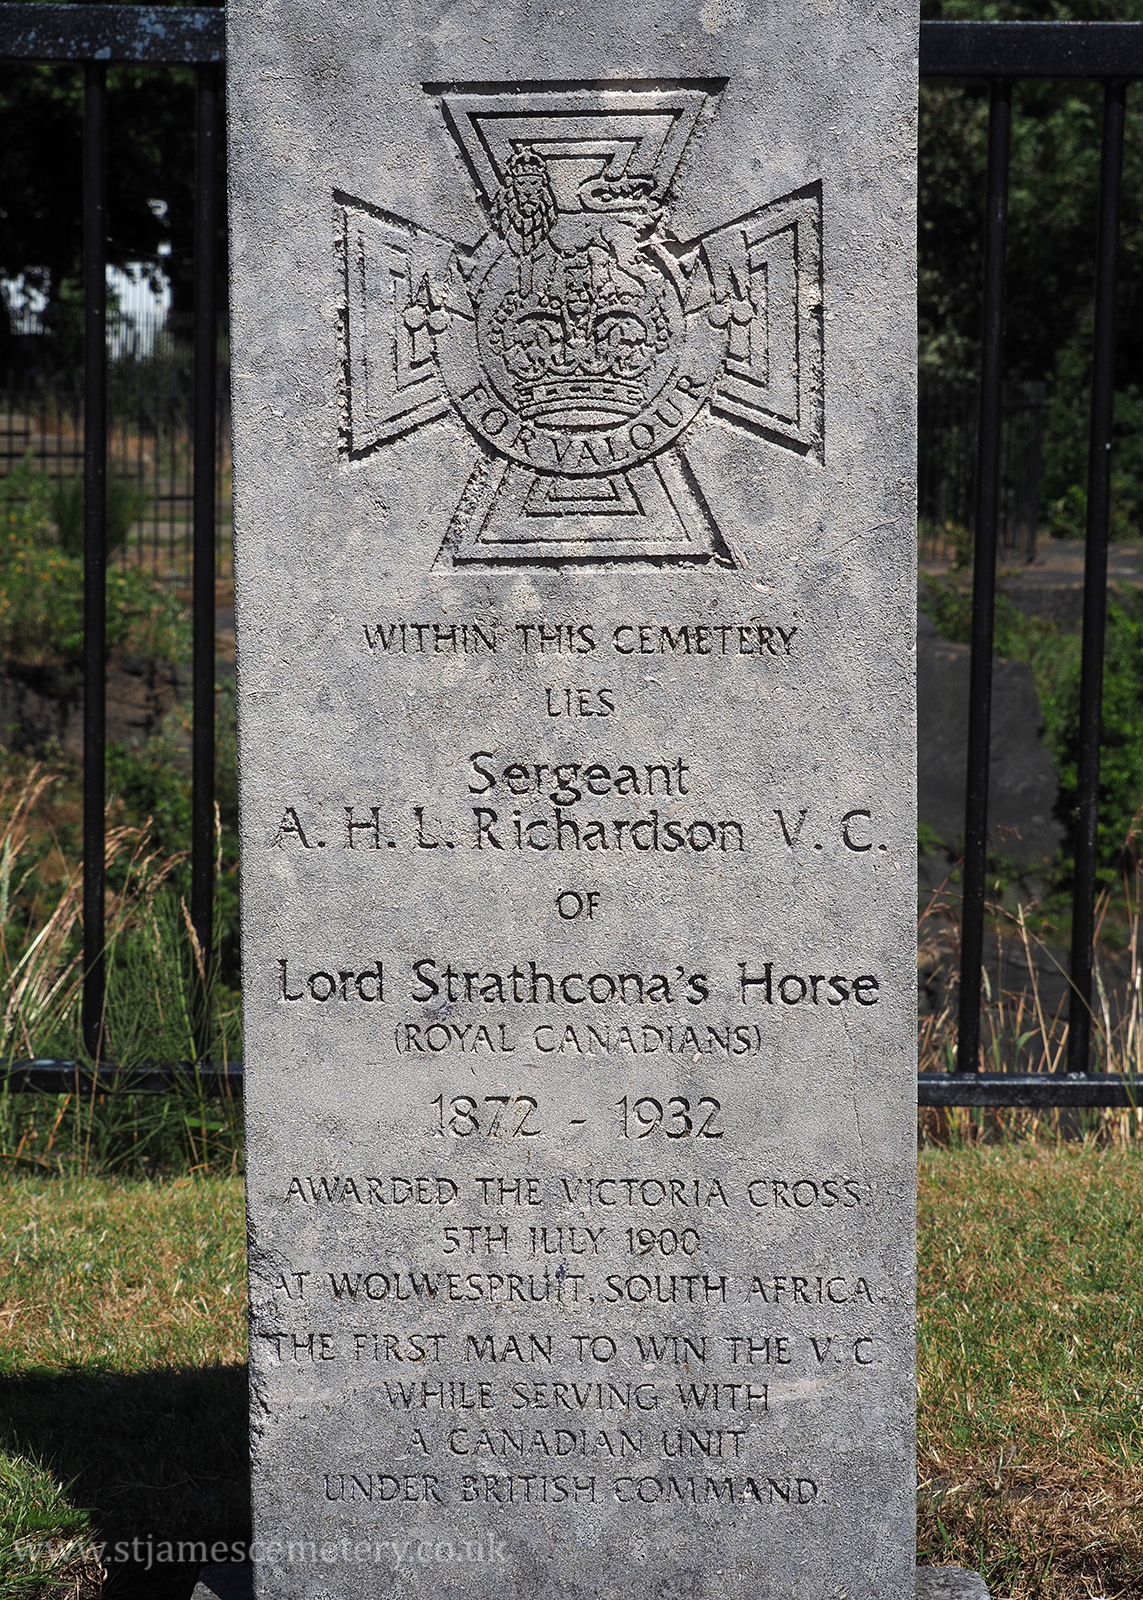 FOR VALOUR
WITHIN THIS CEMETERY
LIES
Sergeant
A. H. L. Richardson V. C.
OF
Lord Strathcona's Horse
(ROYAL CANADIANS)
1872 - 1932
AWARDED THE VICTORIA CROSS.
5TH JULY 1900
AT WOLWESPRUIT, SOUTH AFRICA.
THE FIRST MAN TO WIN THE V. C
WHILE SERVING WITH
A CANADIAN UNIT
UNDER BRITISH COMMAND.
www.stjamescemetery.co.uk